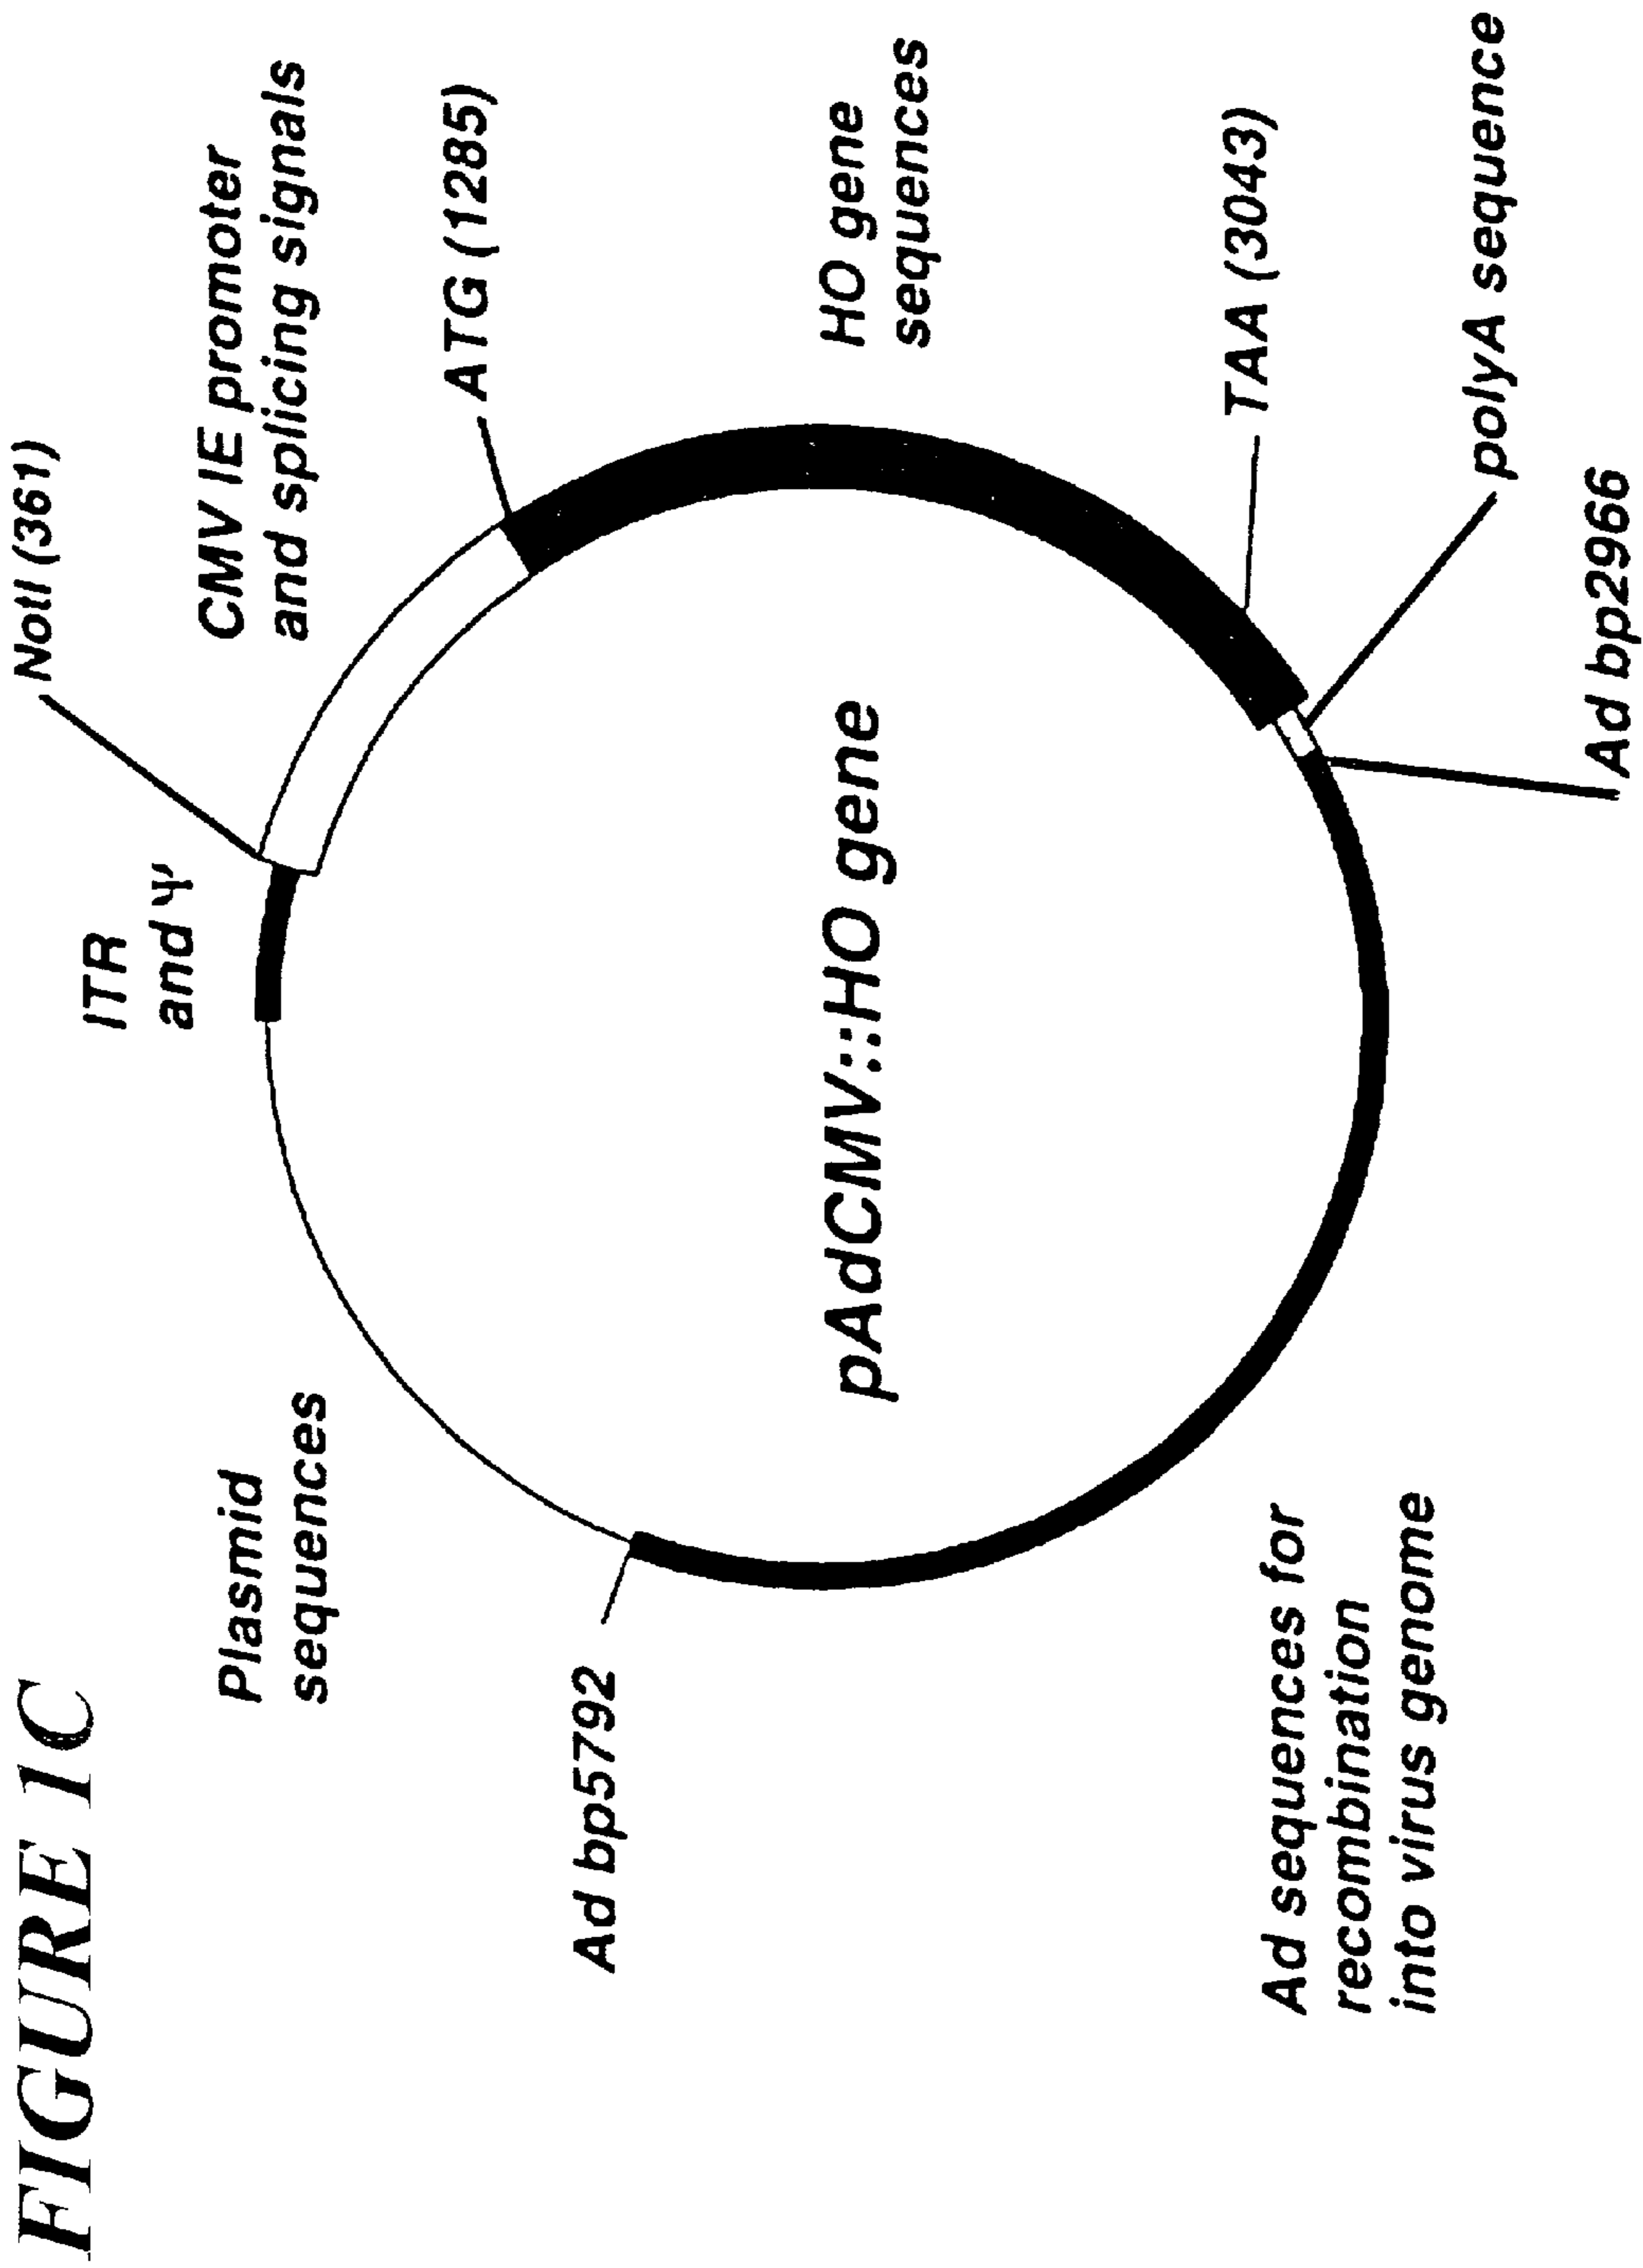 FIGURE 1C
ITR
and Ψ
NotI (361)
CMV IE promoter
and splicing signals
ATG (1285)
HO gene
sequences
TAA (3043)
polyA sequence
Ad bp2966
Ad sequences for
recombination
into virus genome
Ad bp5792
Plasmid
sequences
pAdCMV::HO gene